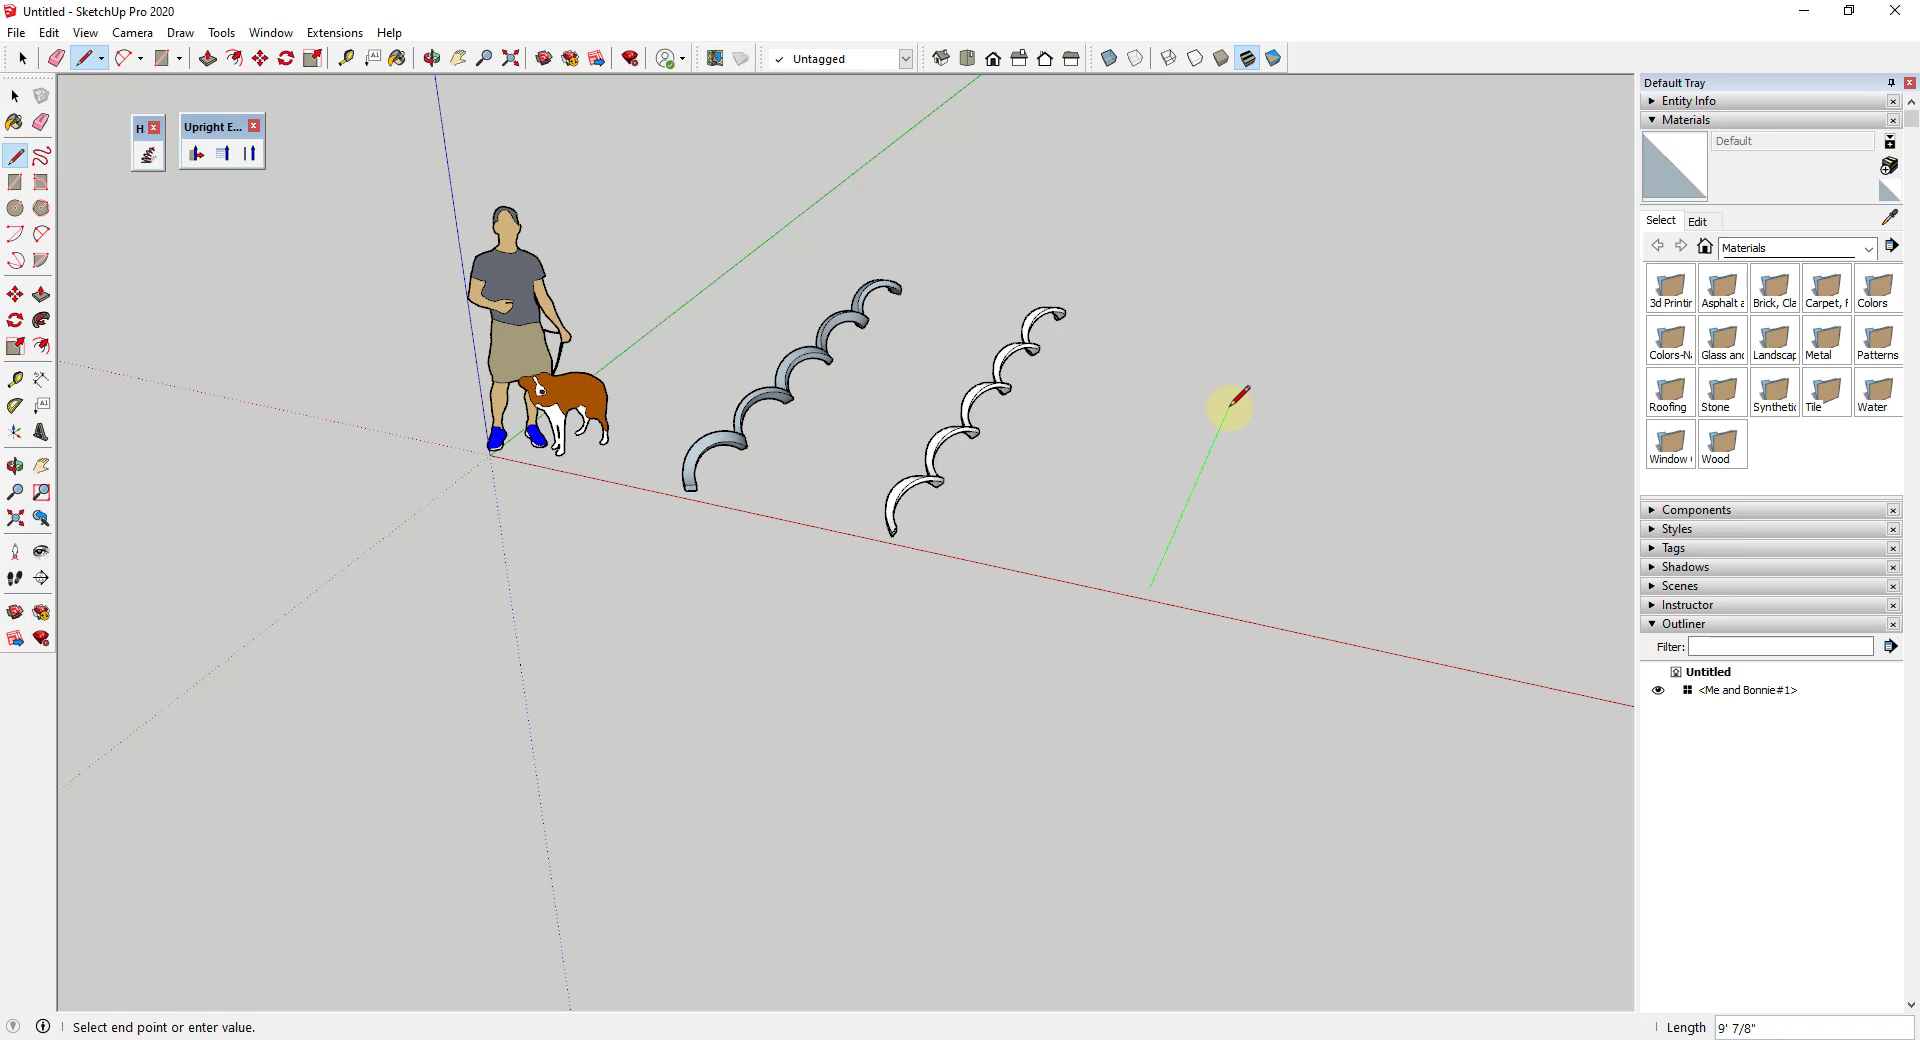 Untitled - SketchUp Pro 2020
File Edit View Camera Draw Tools Window Extensions Help
✓ Untagged
H
Upright E...
Default Tray
Entity Info
Materials
Default
Select Edit
Materials
3d Printin Asphalt a Brick, Cla Carpet, F Colors
Colors-Na Glass and Landscap Metal Patterns
Roofing Stone Synthetic Tile Water
Window Wood
Components
Styles
Tags
Shadows
Scenes
Instructor
Outliner
Filter:
Untitled
<Me and Bonnie#1>
Select end point or enter value.
Length 9' 7/8"